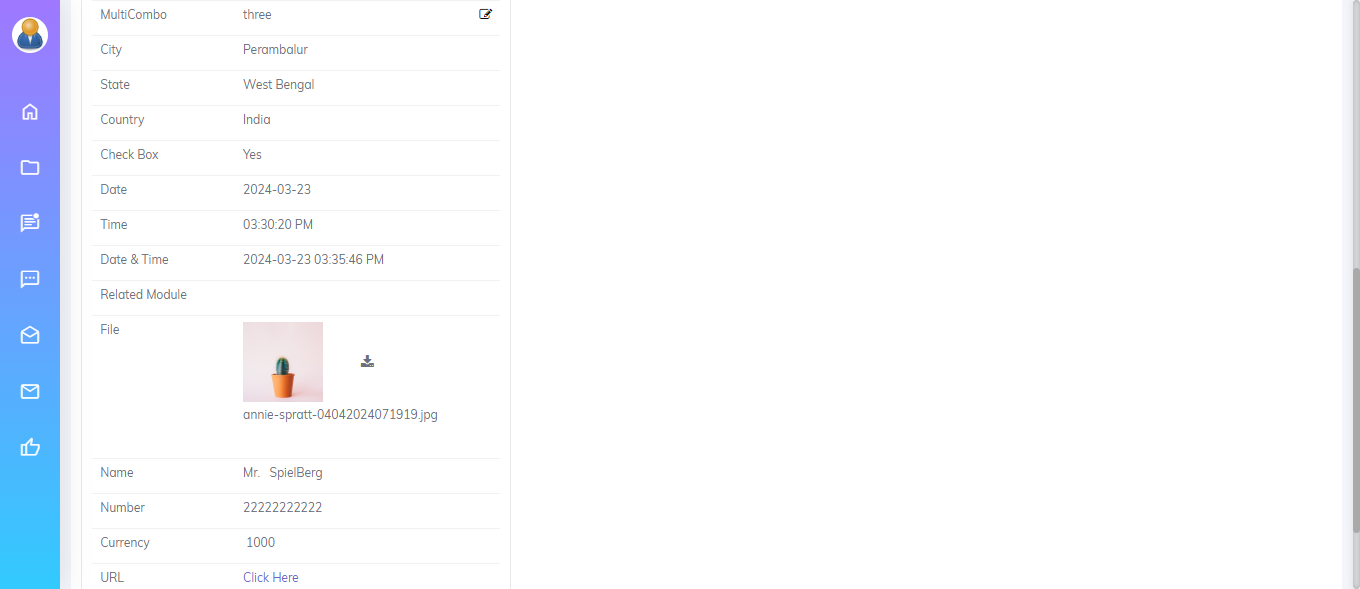 MultiCombo three
City Perambalur
State West Bengal
Country India
Check Box Yes
Date 2024-03-23
Time 03:30:20 PM
Date & Time 2024-03-23 03:35:46 PM
Related Module
File
annie-spratt-04042024071919.jpg
Name Mr. SpielBerg
Number 22222222222
Currency 1000
URL Click Here